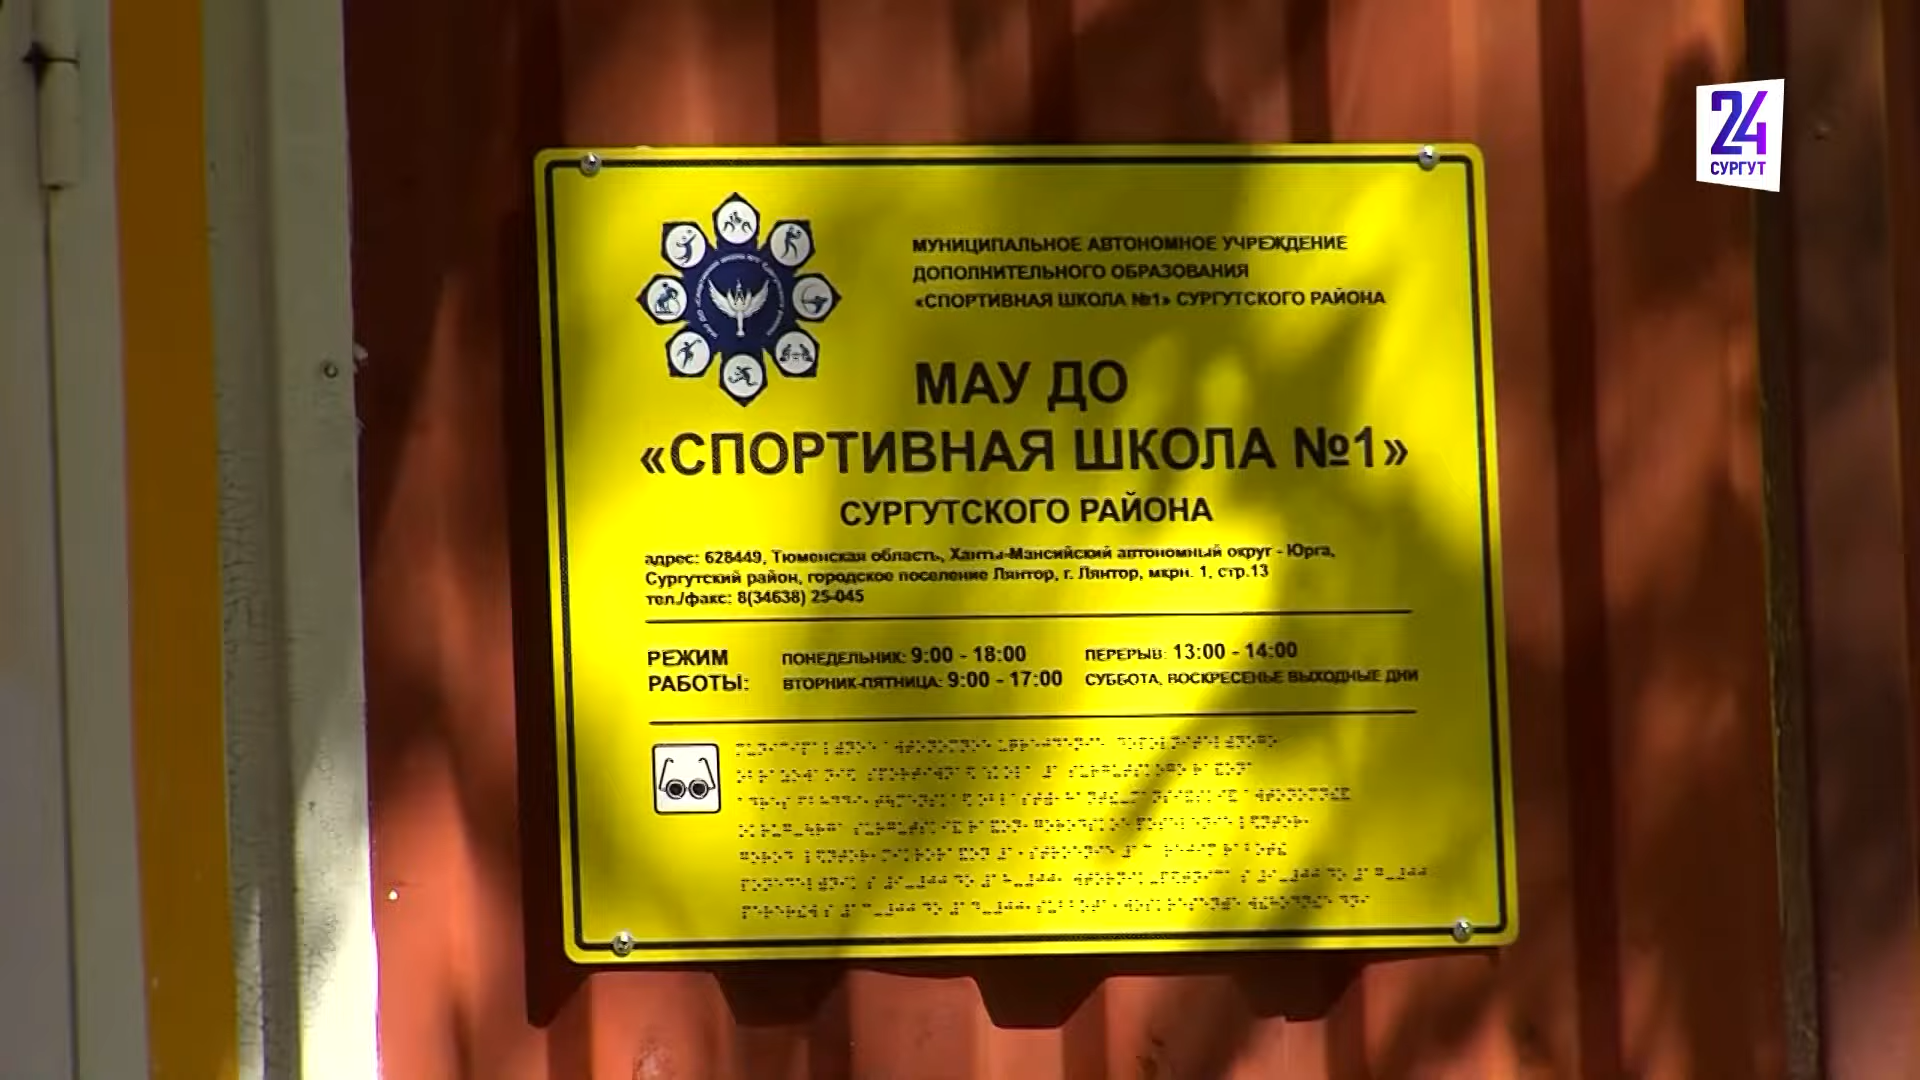 24
СУРГУТ
МУНИЦИПАЛЬНОЕ АВТОНОМНОЕ УЧРЕЖДЕНИЕ
ДОПОЛНИТЕЛЬНОГО ОБРАЗОВАНИЯ
«СПОРТИВНАЯ ШКОЛА №1» СУРГУТСКОГО РАЙОНА
МАУ ДО
«СПОРТИВНАЯ ШКОЛА №1»
СУРГУТСКОГО РАЙОНА
адрес: 628449, Тюменская область, Ханты-Мансийский автономный округ - Югра,
Сургутский район, городское поселение Лянтор, г. Лянтор, мкрн. 1, стр.13
тел./факс: 8(34638) 25-045
РЕЖИМ РАБОТЫ:
ПОНЕДЕЛЬНИК: 9:00 - 18:00 ПЕРЕРЫВ: 13:00 - 14:00
ВТОРНИК-ПЯТНИЦА: 9:00 - 17:00 СУББОТА, ВОСКРЕСЕНЬЕ ВЫХОДНЫЕ ДНИ